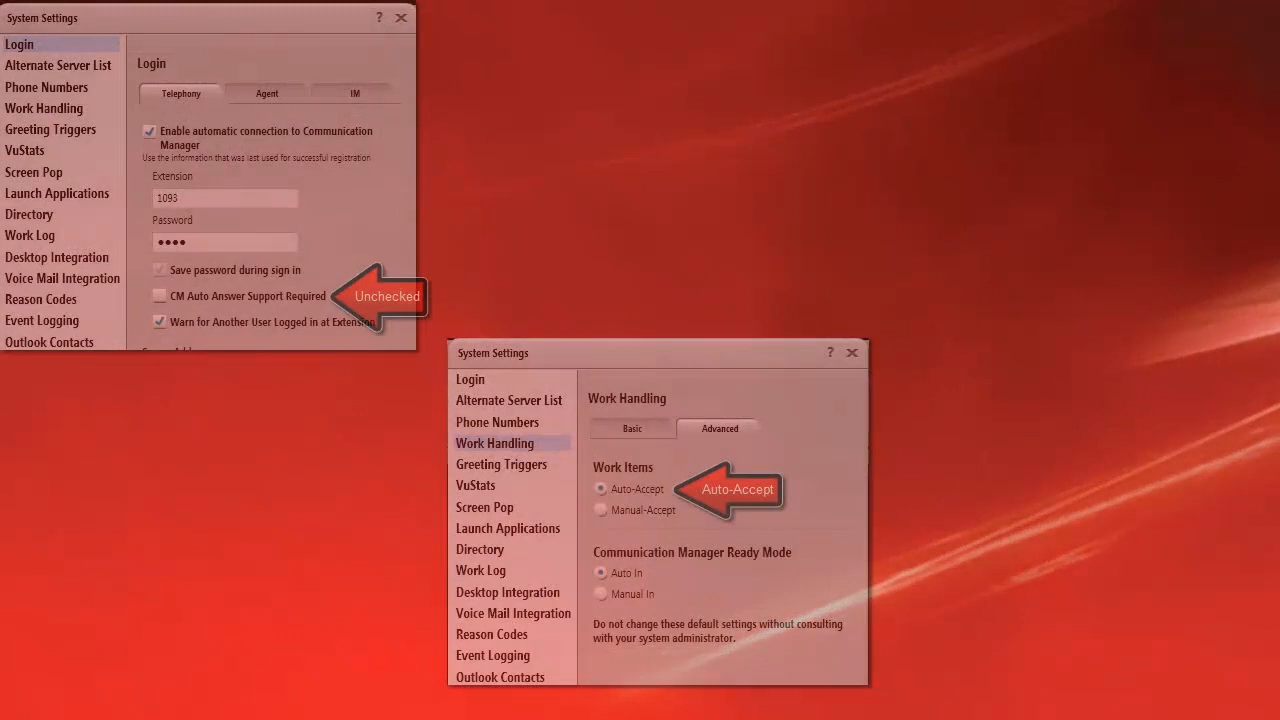 System Settings
?
Login
Alternate Server List
Phone Numbers
Work Handling
Greeting Triggers
VuStats
Screen Pop
Launch Applications
Directory
Work Log
Desktop Integration
Voice Mail Integration
Reason Codes
Event Logging
Outlook Contacts
Login
Telephony Agent IM
Enable automatic connection to Communication
Manager
Use the information that was last used for successful registration
Extension
1093
Password
●●●●
Save password during sign in
CM Auto Answer Support Required
Unchecked
Warn for Another User Logged in at Extension
System Settings
?
Login
Alternate Server List
Phone Numbers
Work Handling
Greeting Triggers
VuStats
Screen Pop
Launch Applications
Directory
Work Log
Desktop Integration
Voice Mail Integration
Reason Codes
Event Logging
Outlook Contacts
Work Handling
Basic Advanced
Work Items
Auto-Accept
Auto-Accept
Manual-Accept
Communication Manager Ready Mode
Auto In
Manual In
Do not change these default settings without consulting
with your system administrator.